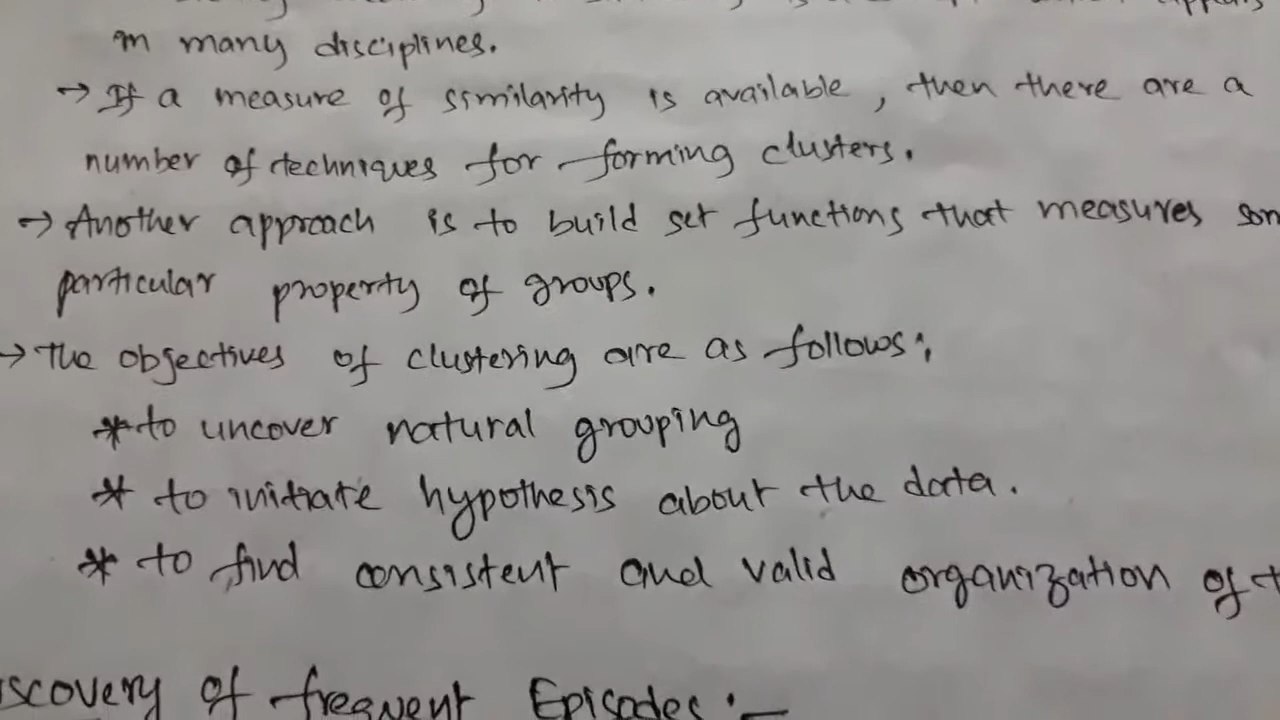 in many disciplines.
→ If a measure of similarity is available, then there are a
number of techniques for forming clusters.
→ Another approach is to build set functions that measures som
particular property of groups.
→ The objectives of clustering are as follows:
* to uncover natural grouping
* to initiate hypothesis about the data.
* to find consistent and valid organization of t
iscovery of frequent Episodes :-